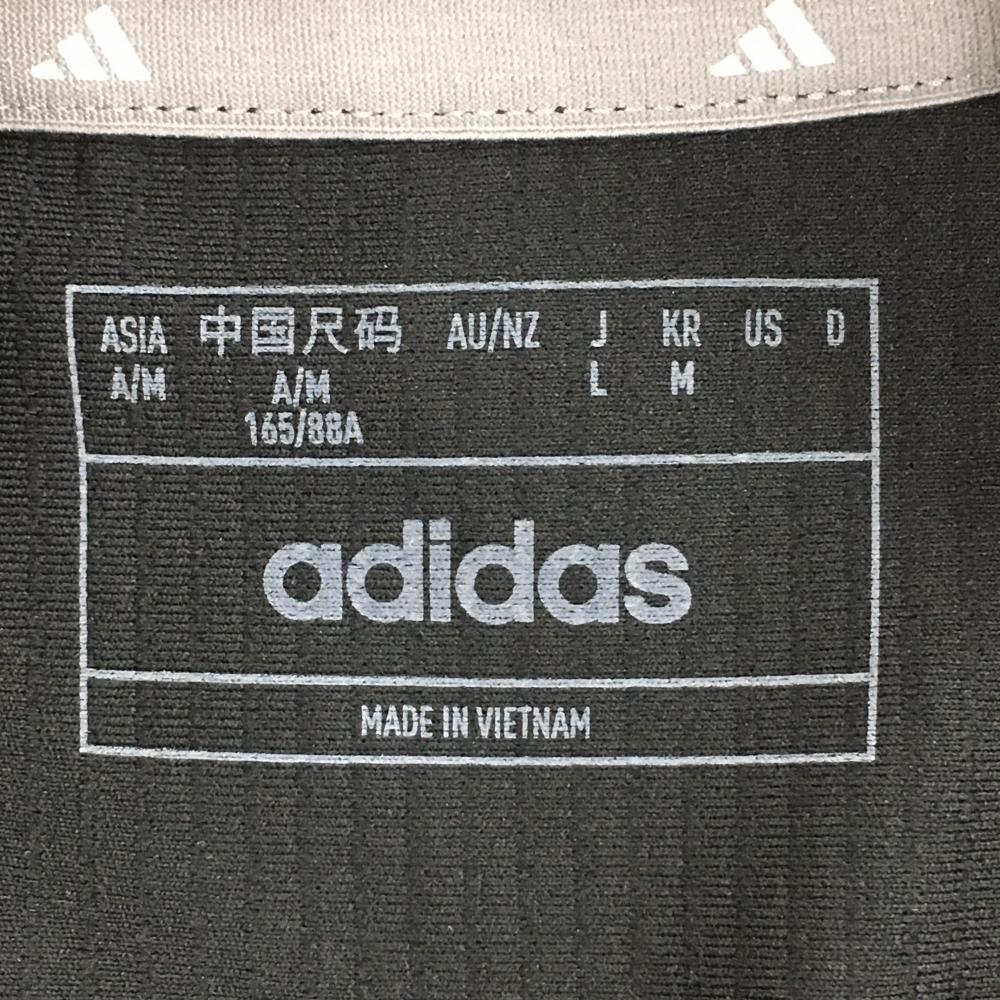 ASIA 中国尺码 AU/NZ J KR US D
A/M A/M L M
165/88A
adidas
MADE IN VIETNAM